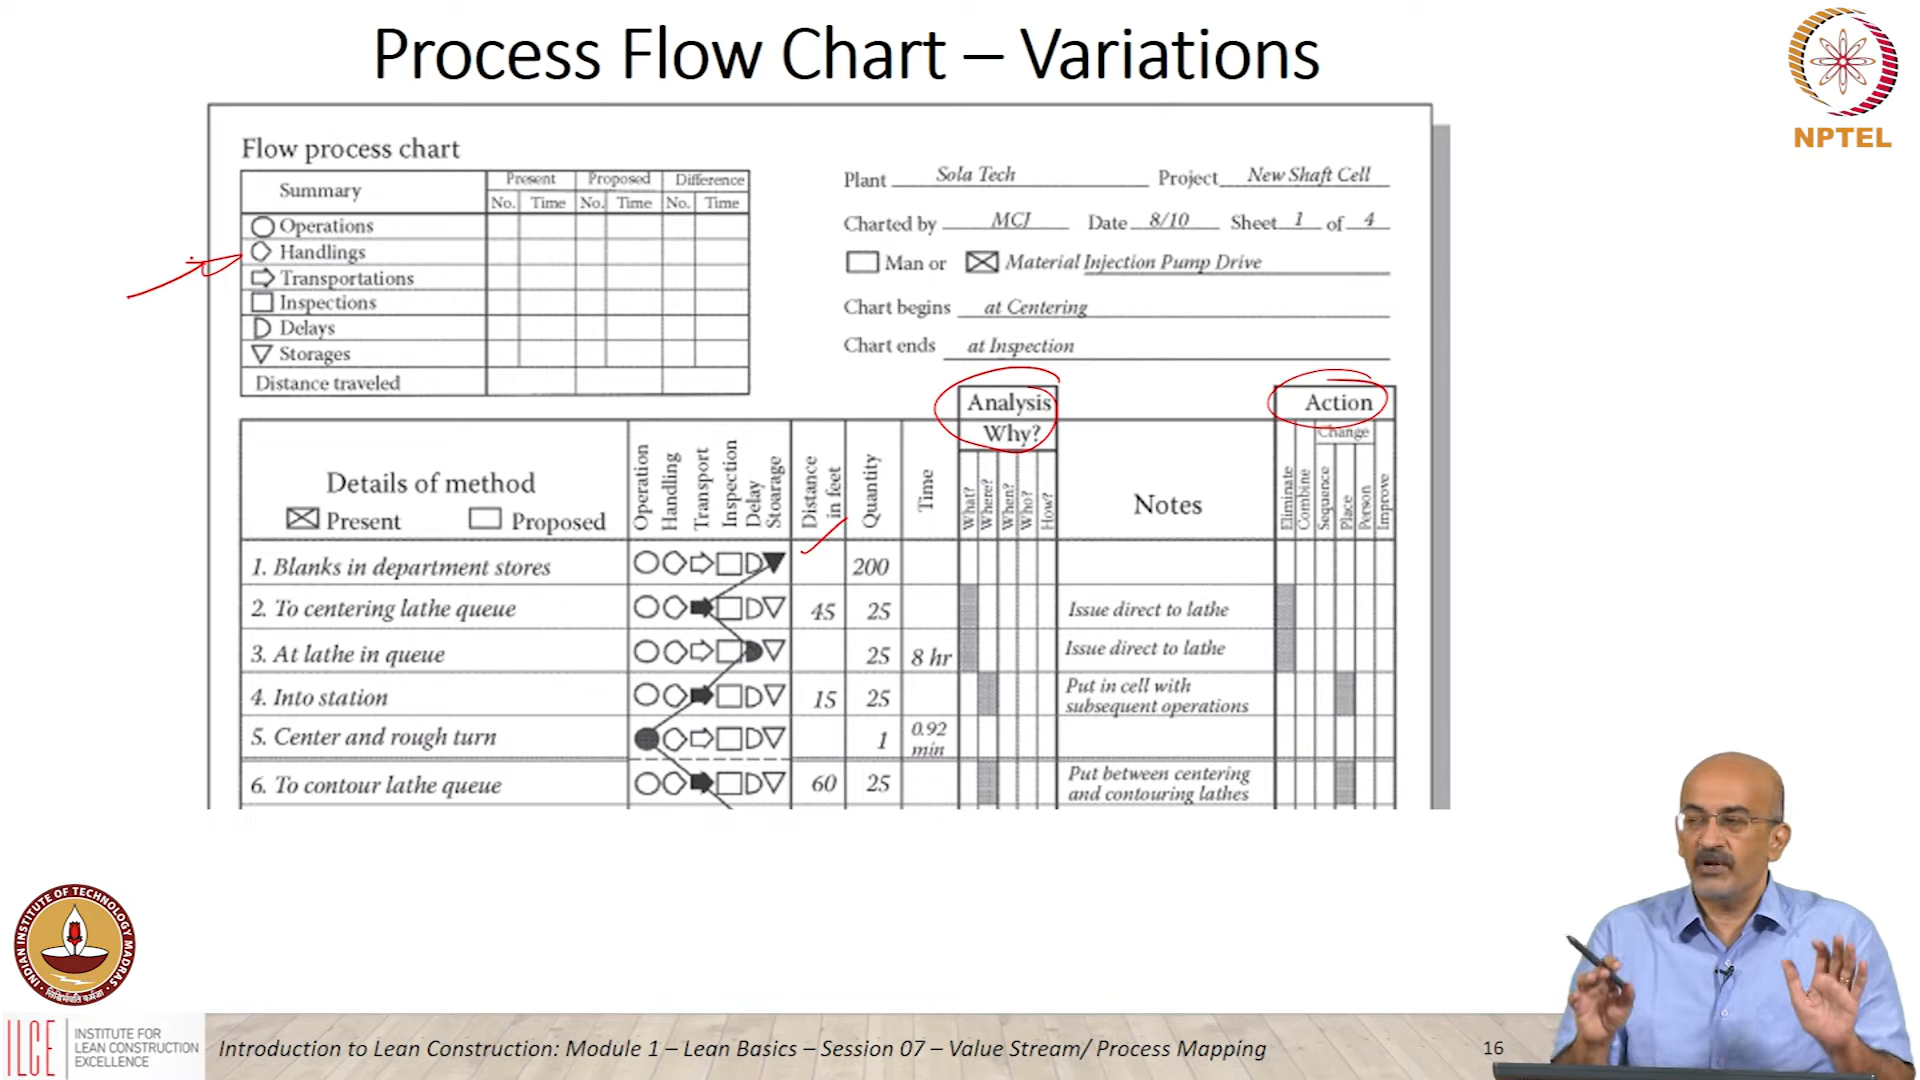 Process Flow Chart – Variations
NPTEL
Flow process chart
Summary
Present Proposed Difference
No. Time No. Time No. Time
Operations
Handlings
Transportations
Inspections
Delays
Storages
Distance traveled
Plant Sola Tech Project New Shaft Cell
Charted by MCJ Date 8/10 Sheet 1 of 4
Man or Material Injection Pump Drive
Chart begins at Centering
Chart ends at Inspection
Analysis
Why?
Action
Change
Details of method
Present Proposed
Operation
Handling
Transport
Inspection
Delay
Stoarage
Distance
in feet
Quantity
Time
What?
Where?
When?
Who?
How?
Notes
Eliminate
Combine
Sequence
Place
Person
Improve
1. Blanks in department stores 200
2. To centering lathe queue 45 25 Issue direct to lathe
3. At lathe in queue 25 8 hr Issue direct to lathe
4. Into station 15 25 Put in cell with
subsequent operations
5. Center and rough turn 1 0.92
min
6. To contour lathe queue 60 25 Put between centering
and contouring lathes
INDIAN INSTITUTE OF TECHNOLOGY MADRAS
सिद्धिर्भवति कर्मजा
ILCE
INSTITUTE FOR
LEAN CONSTRUCTION
EXCELLENCE
Introduction to Lean Construction: Module 1 – Lean Basics – Session 07 – Value Stream/ Process Mapping
16